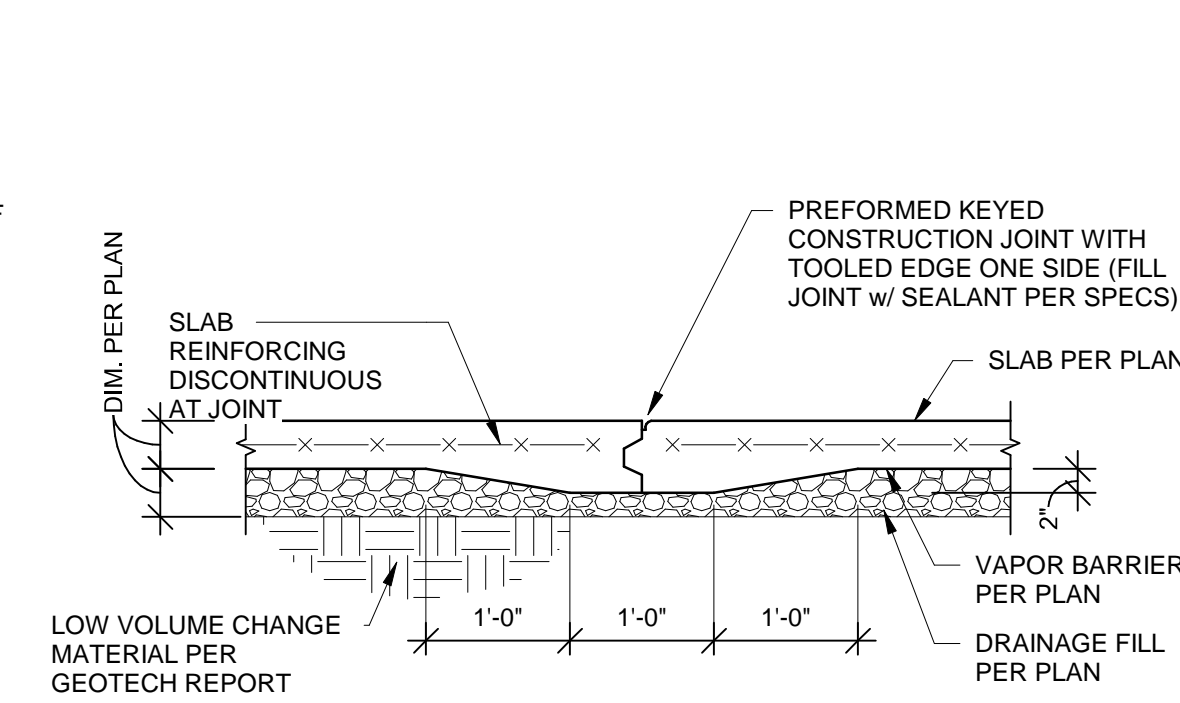 PREFORMED KEYED
CONSTRUCTION JOINT WITH
TOOLED EDGE ONE SIDE (FILL
JOINT w/ SEALANT PER SPECS)
DIM. PER PLAN
SLAB
REINFORCING
DISCONTINUOUS
AT JOINT
SLAB PER PLAN
2"
VAPOR BARRIER
PER PLAN
1'-0" 1'-0" 1'-0"
LOW VOLUME CHANGE
MATERIAL PER
GEOTECH REPORT
DRAINAGE FILL
PER PLAN